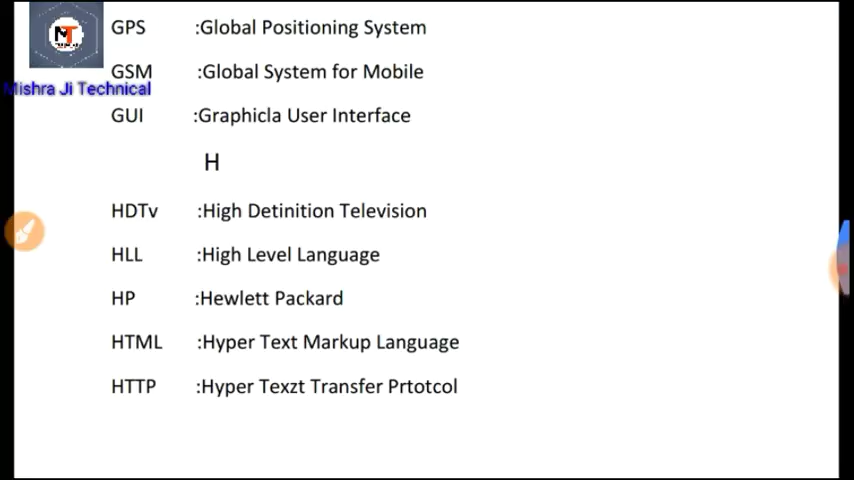 GPS :Global Positioning System
GSM :Global System for Mobile
Mishra Ji Technical
GUI :Graphicla User Interface
H
HDTv :High Detinition Television
HLL :High Level Language
HP :Hewlett Packard
HTML :Hyper Text Markup Language
HTTP :Hyper Texzt Transfer Prtotcol